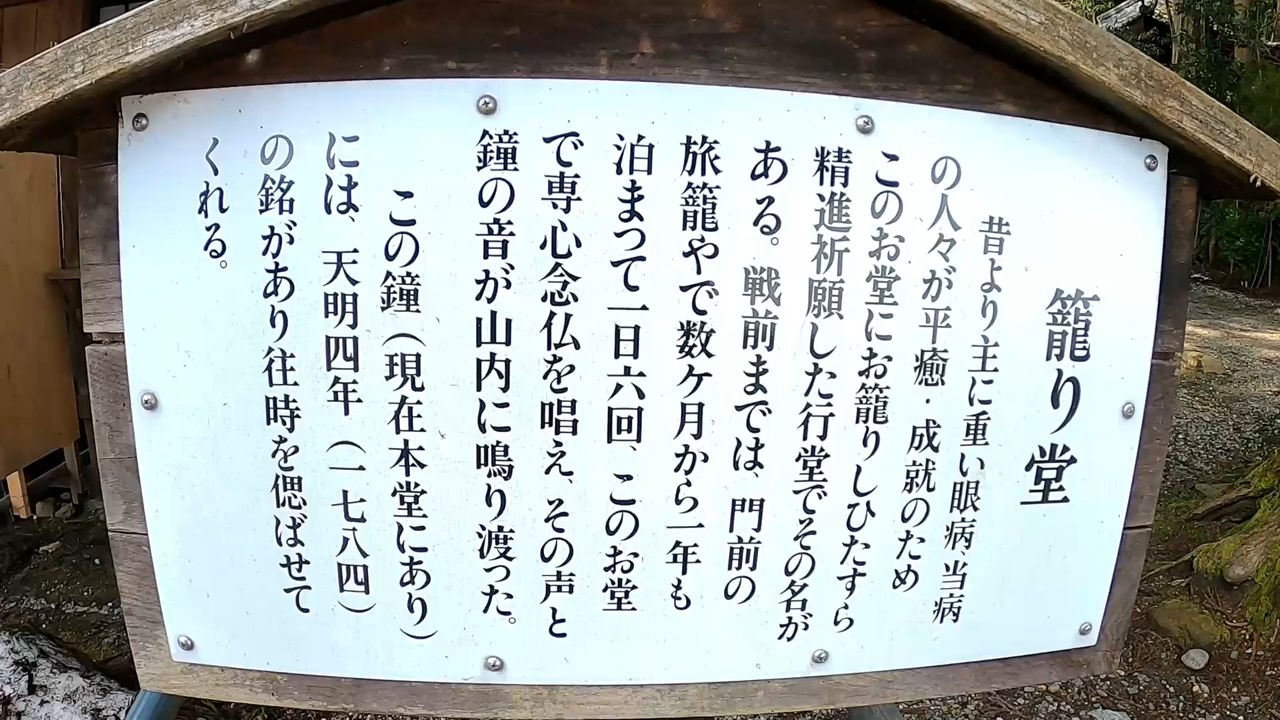 籠り堂
昔より主に重い眼病、当病
の人々が平癒・成就のため
このお堂にお籠りしひたすら
精進祈願した行堂でその名が
ある。戦前までは、門前の
旅籠やで数ケ月から一年も
泊まつて一日六回、このお堂
で専心念仏を唱え、その声と
鐘の音が山内に鳴り渡った。
この鐘(現在本堂にあり)
には、天明四年(一七八四)
の銘があり往時を偲ばせて
くれる。